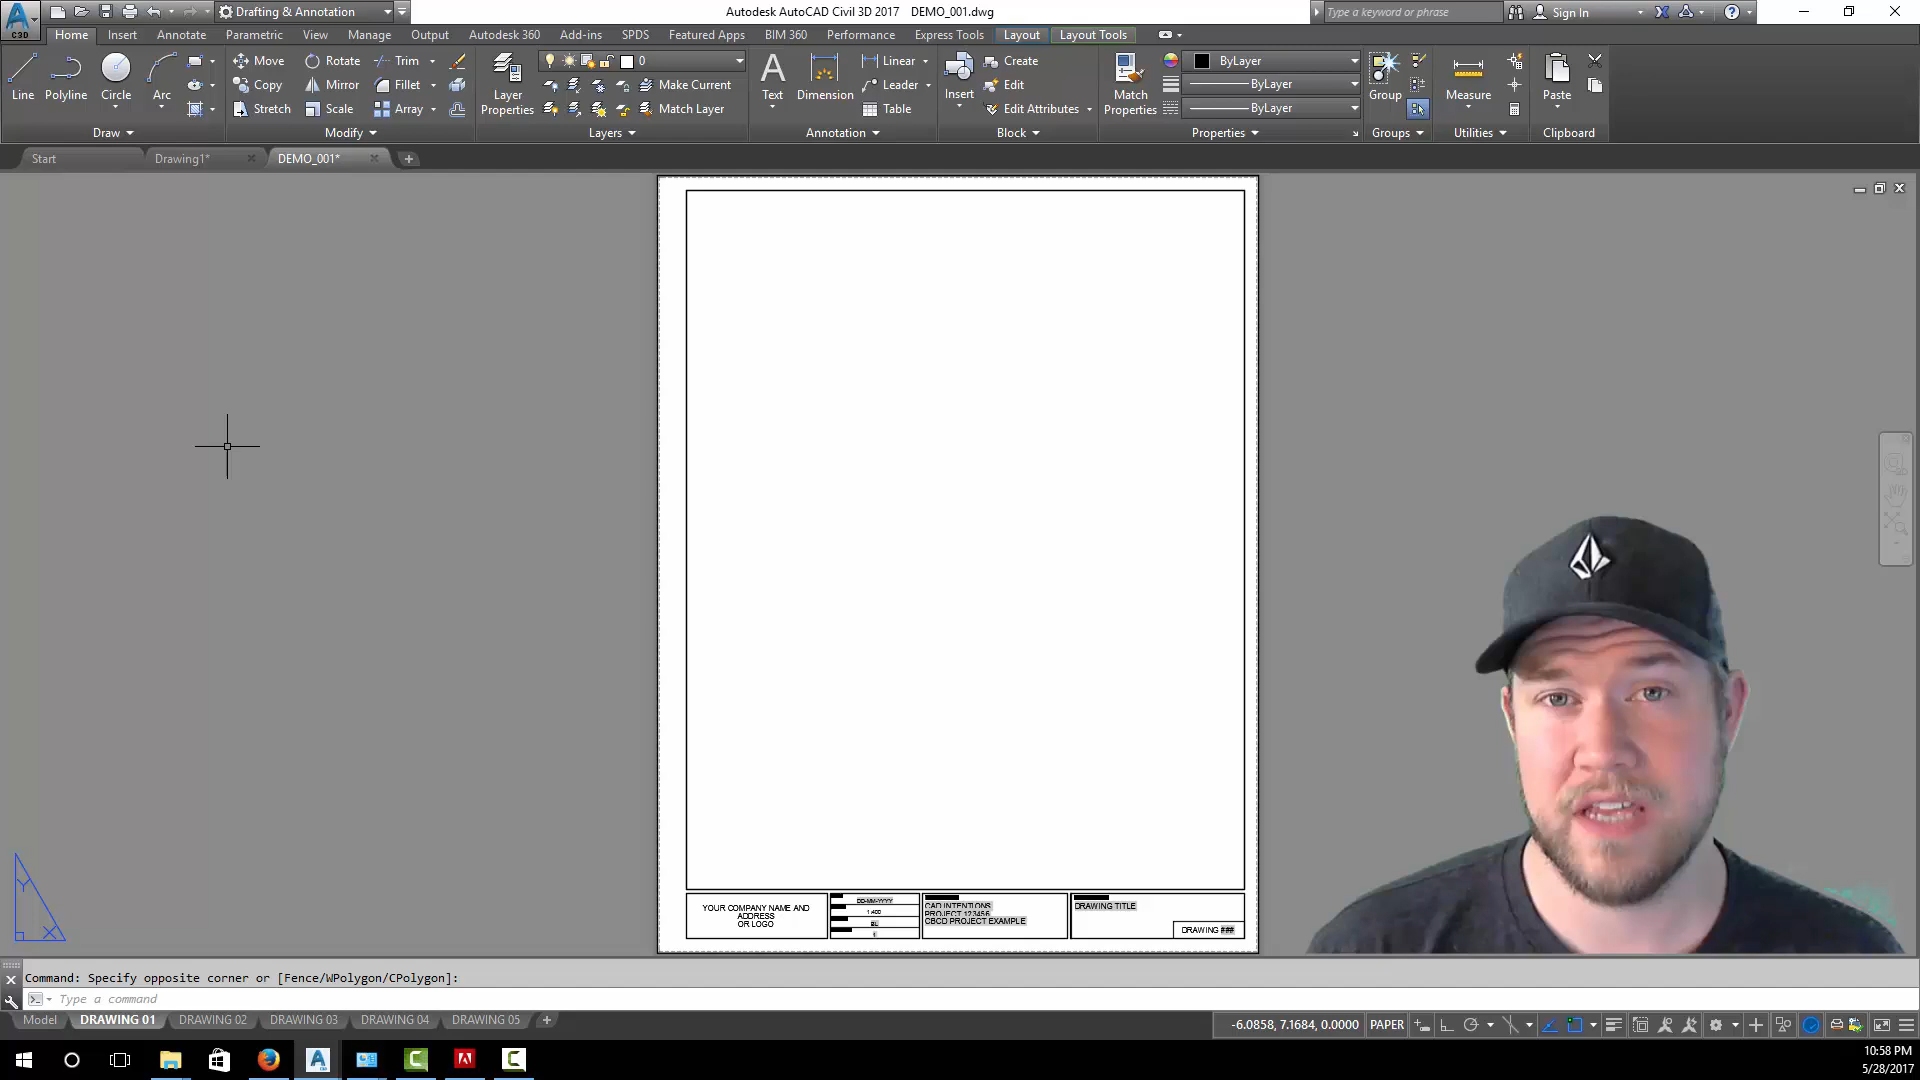 C3D
Drafting & Annotation
Autodesk AutoCAD Civil 3D 2017 DEMO_001.dwg
Type a keyword or phrase
Sign In
Home Insert Annotate Parametric View Manage Output Autodesk 360 Add-ins SPDS Featured Apps BIM 360 Performance Express Tools Layout Layout Tools
Line
Polyline
Circle
Arc
Draw
Move
Rotate
Trim
Copy
Mirror
Fillet
Stretch
Scale
Array
Modify
Layer
Properties
0
Make Current
Match Layer
Layers
Text
Dimension
Linear
Leader
Table
Annotation
Insert
Create
Edit
Edit Attributes
Block
Match
Properties
ByLayer
ByLayer
ByLayer
Properties
Group
Groups
Measure
Utilities
Paste
Clipboard
Start
Drawing1*
DEMO_001*
YOUR COMPANY NAME AND
ADDRESS
OR LOGO
DD-MM-YYYY
1:400
CAD INTENTIONS
PROJECT 123456
CBCD PROJECT EXAMPLE
DRAWING TITLE
DRAWING ###
Y
X
Command: Specify opposite corner or [Fence/WPolygon/CPolygon]:
Type a command
Model DRAWING 01 DRAWING 02 DRAWING 03 DRAWING 04 DRAWING 05
-6.0858, 7.1684, 0.0000 PAPER
10:58 PM
5/28/2017